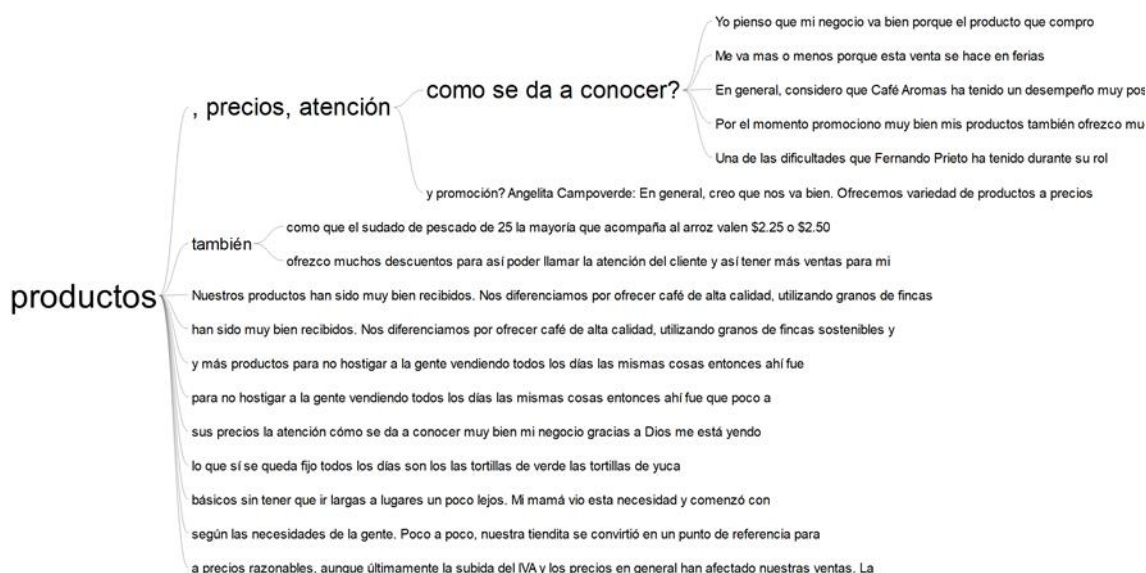 Yo pienso que mi negocio va bien porque el producto que compro
Me va mas o menos porque esta venta se hace en ferias
como se da a conocer?
En general, considero que Café Aromas ha tenido un desempeño muy pos
, precios, atención
Por el momento promociono muy bien mis productos también ofrezco mu
Una de las dificultades que Fernando Prieto ha tenido durante su rol
y promoción? Angelita Campoverde: En general, creo que nos va bien. Ofrecemos variedad de productos a precios
como que el sudado de pescado de 25 la mayoría que acompaña al arroz valen $2.25 o $2.50
también
ofrezco muchos descuentos para así poder llamar la atención del cliente y así tener más ventas para mi
productos
Nuestros productos han sido muy bien recibidos. Nos diferenciamos por ofrecer café de alta calidad, utilizando granos de fincas
han sido muy bien recibidos. Nos diferenciamos por ofrecer café de alta calidad, utilizando granos de fincas sostenibles y
y más productos para no hostigar a la gente vendiendo todos los días las mismas cosas entonces ahí fue
para no hostigar a la gente vendiendo todos los días las mismas cosas entonces ahí fue que poco a
sus precios la atención cómo se da a conocer muy bien mi negocio gracias a Dios me está yendo
lo que sí se queda fijo todos los días son los las tortillas de verde las tortillas de yuca
básicos sin tener que ir largas a lugares un poco lejos. Mi mamá vio esta necesidad y comenzó con
según las necesidades de la gente. Poco a poco, nuestra tiendita se convirtió en un punto de referencia para
a precios razonables, aunque últimamente la subida del IVA y los precios en general han afectado nuestras ventas. La